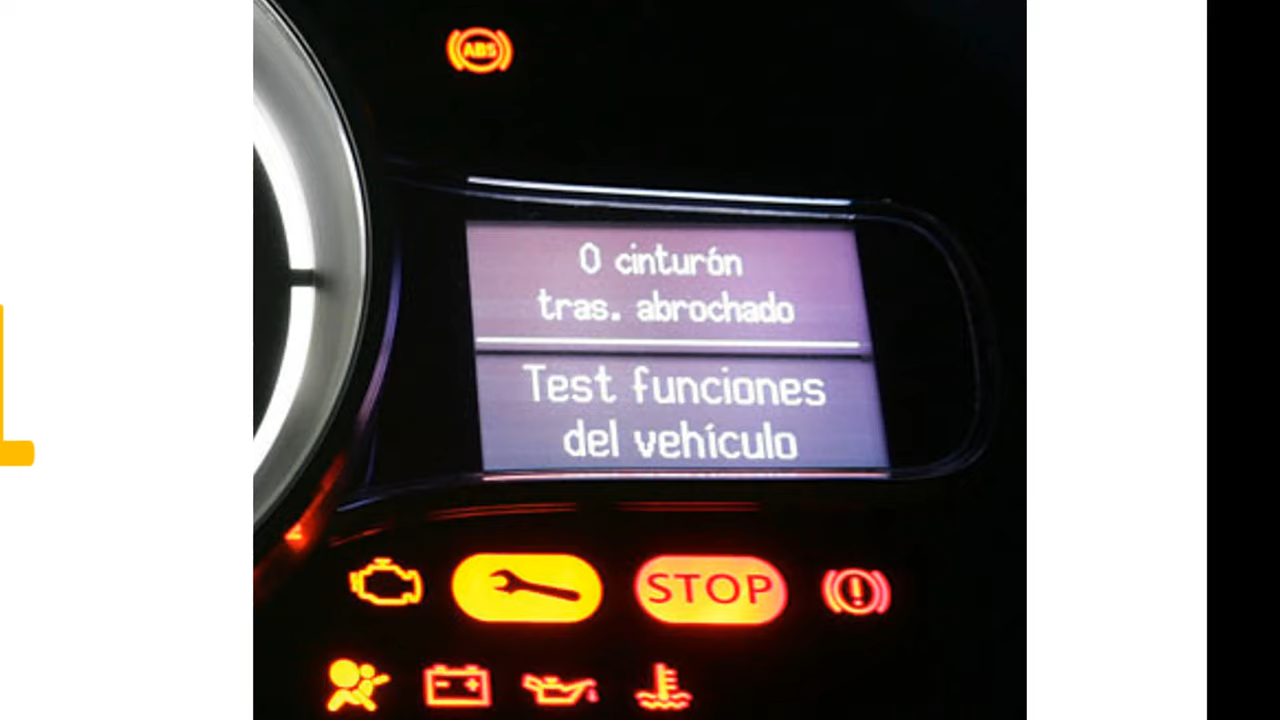 ABS
0 cinturón
tras. abrochado
Test funciones
del vehículo
STOP